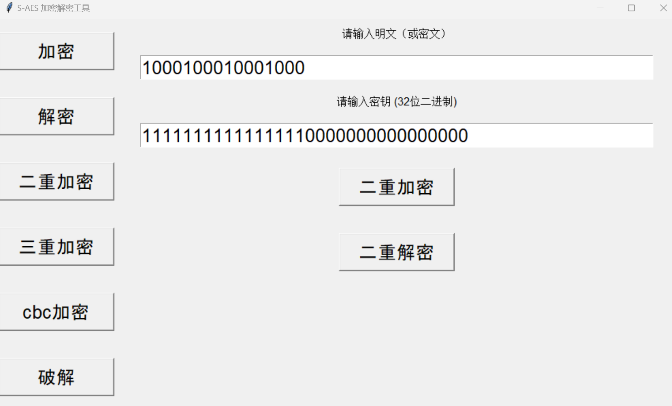 S-AES 加密解密工具
加密
解密
二重加密
三重加密
cbc加密
破解
请输入明文（或密文）
1000100010001000
请输入密钥 (32位二进制)
11111111111111110000000000000000
二重加密
二重解密